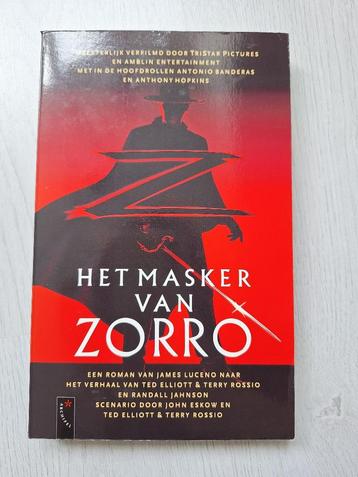 MEESTERLIJK VERFILMD DOOR TRISTAR PICTURES
EN AMBLIN ENTERTAINMENT
MET IN DE HOOFDROLLEN ANTONIO BANDERAS
EN ANTHONY HOPKINS
Z
HET MASKER
VAN
ZORRO
EEN ROMAN VAN JAMES LUCENO NAAR
HET VERHAAL VAN TED ELLIOTT & TERRY ROSSIO
EN RANDALL JAHNSON
SCENARIO DOOR JOHN ESKOW EN
TED ELLIOTT & TERRY ROSSIO
ARCHIPEL